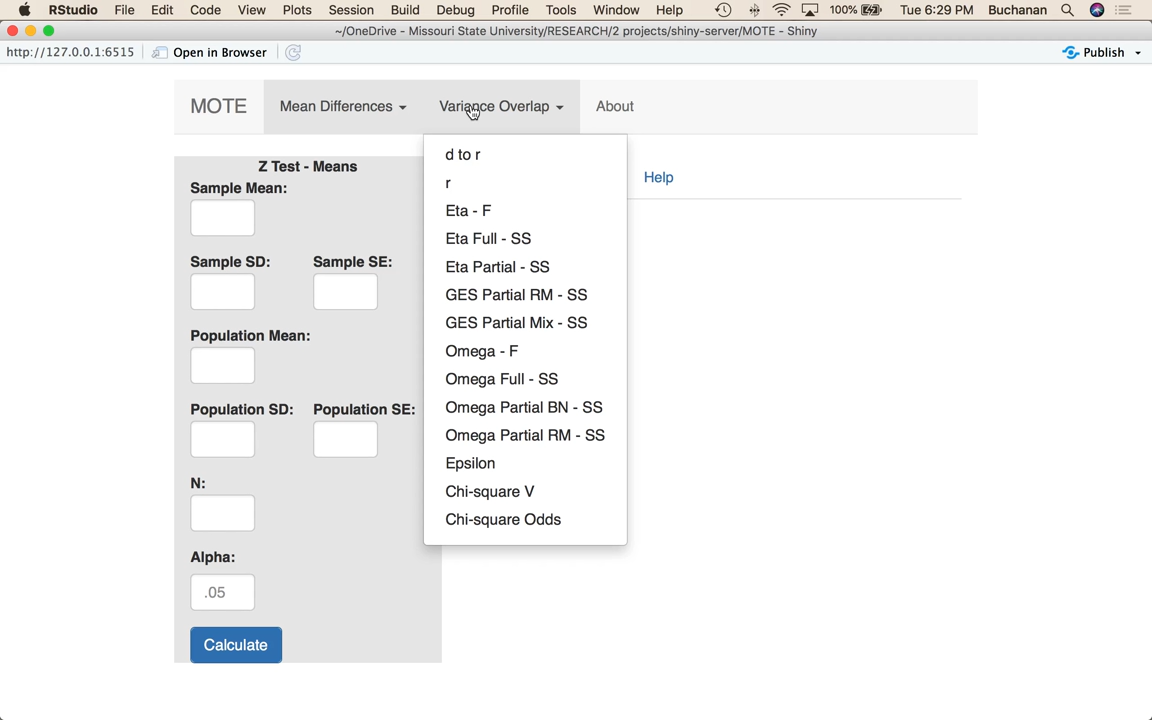 RStudio File Edit Code View Plots Session Build Debug Profile Tools Window Help 100% Tue 6:29 PM Buchanan
~/OneDrive - Missouri State University/RESEARCH/2 projects/shiny-server/MOTE - Shiny
http://127.0.0.1:6515 Open in Browser Publish
MOTE Mean Differences Variance Overlap About
Z Test - Means
Sample Mean:
Sample SD: Sample SE:
Population Mean:
Population SD: Population SE:
N:
Alpha:
.05
Calculate
d to r
r
Eta - F
Eta Full - SS
Eta Partial - SS
GES Partial RM - SS
GES Partial Mix - SS
Omega - F
Omega Full - SS
Omega Partial BN - SS
Omega Partial RM - SS
Epsilon
Chi-square V
Chi-square Odds
Help